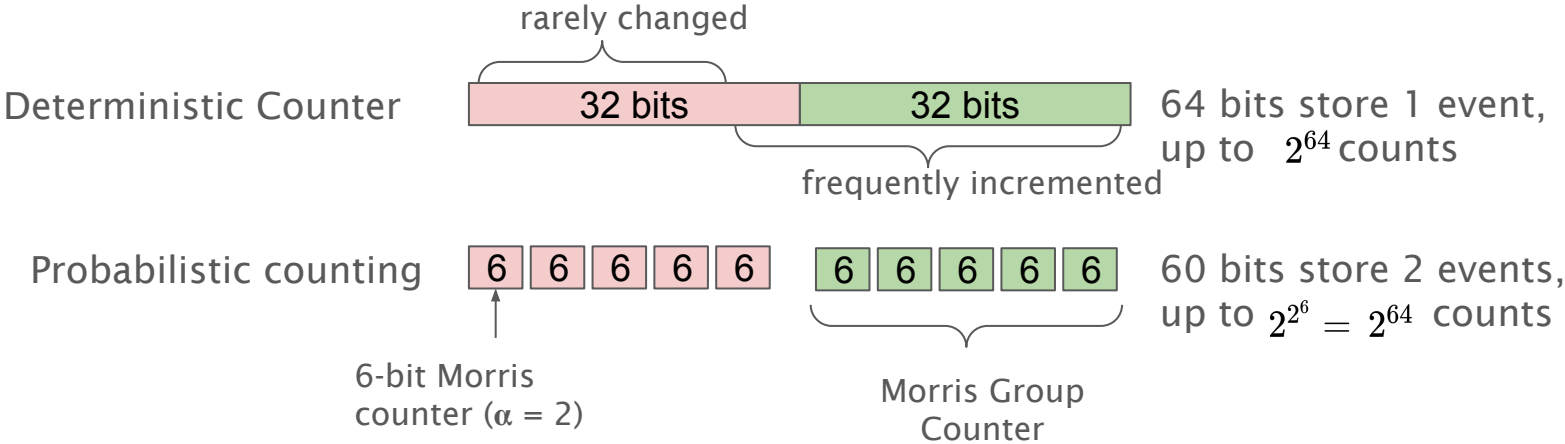 rarely changed
Deterministic Counter
32 bits
32 bits
64 bits store 1 event,
up to 2^64 counts
frequently incremented
Probabilistic counting
6 6 6 6 6
6 6 6 6 6
60 bits store 2 events,
up to 2^2^6 = 2^64 counts
6-bit Morris
counter (α = 2)
Morris Group
Counter